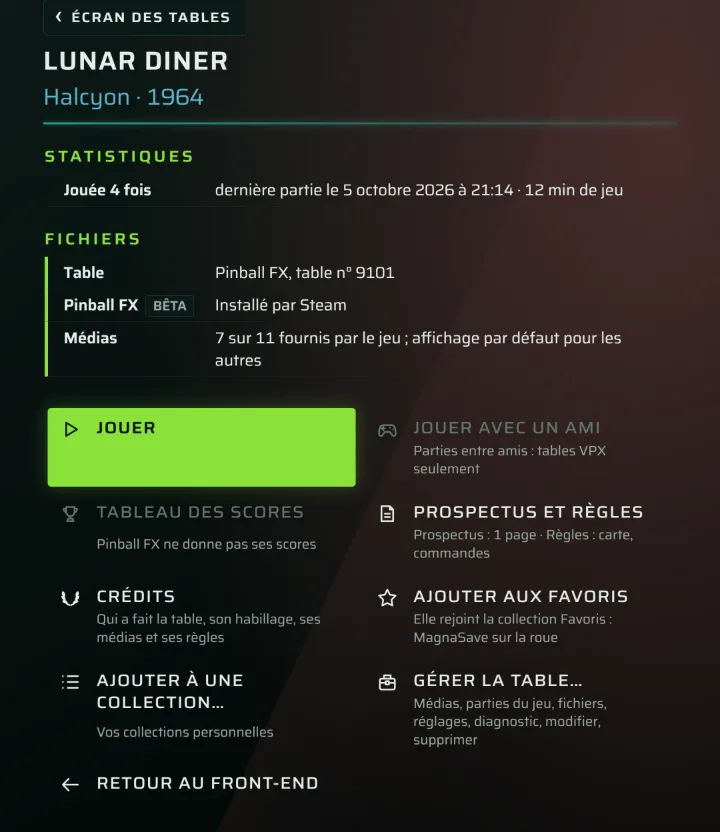 ÉCRAN DES TABLES
LUNAR DINER
Halcyon · 1964
STATISTIQUES
Jouée 4 fois dernière partie le 5 octobre 2026 à 21:14 · 12 min de jeu
FICHIERS
Table Pinball FX, table n° 9101
Pinball FX BÊTA Installé par Steam
Médias 7 sur 11 fournis par le jeu ; affichage par défaut pour les
autres
JOUER
JOUER AVEC UN AMI
Parties entre amis : tables VPX
seulement
TABLEAU DES SCORES
Pinball FX ne donne pas ses scores
PROSPECTUS ET RÈGLES
Prospectus : 1 page · Règles : carte,
commandes
CRÉDITS
Qui a fait la table, son habillage, ses
médias et ses règles
AJOUTER AUX FAVORIS
Elle rejoint la collection Favoris :
MagnaSave sur la roue
AJOUTER À UNE
COLLECTION...
Vos collections personnelles
GÉRER LA TABLE...
Médias, parties du jeu, fichiers,
réglages, diagnostic, modifier,
supprimer
RETOUR AU FRONT-END